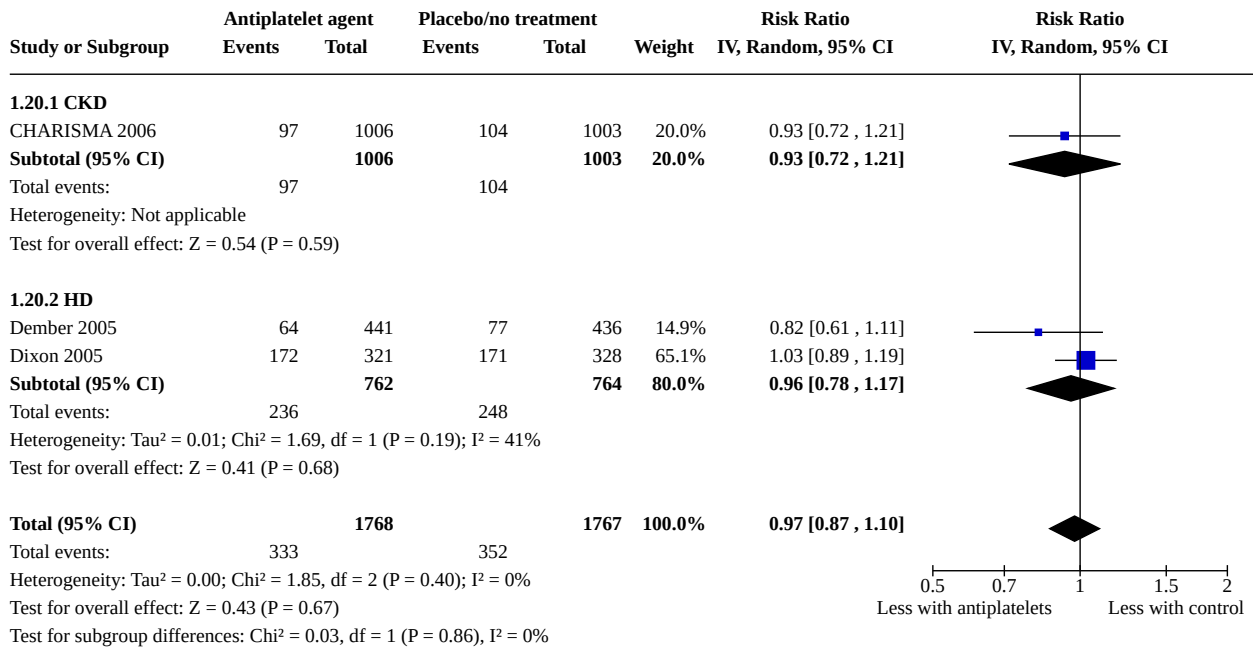 Antiplatelet agent Placebo/no treatment Risk Ratio Risk Ratio
Study or Subgroup Events Total Events Total Weight IV, Random, 95% CI IV, Random, 95% CI
1.20.1 CKD
CHARISMA 2006 97 1006 104 1003 20.0% 0.93 [0.72 , 1.21]
Subtotal (95% CI) 1006 1003 20.0% 0.93 [0.72 , 1.21]
Total events: 97 104
Heterogeneity: Not applicable
Test for overall effect: Z = 0.54 (P = 0.59)
1.20.2 HD
Dember 2005 64 441 77 436 14.9% 0.82 [0.61 , 1.11]
Dixon 2005 172 321 171 328 65.1% 1.03 [0.89 , 1.19]
Subtotal (95% CI) 762 764 80.0% 0.96 [0.78 , 1.17]
Total events: 236 248
Heterogeneity: Tau² = 0.01; Chi² = 1.69, df = 1 (P = 0.19); I² = 41%
Test for overall effect: Z = 0.41 (P = 0.68)
Total (95% CI) 1768 1767 100.0% 0.97 [0.87 , 1.10]
Total events: 333 352
Heterogeneity: Tau² = 0.00; Chi² = 1.85, df = 2 (P = 0.40); I² = 0%
0.5 0.7 1 1.5 2
Test for overall effect: Z = 0.43 (P = 0.67)
Less with antiplatelets Less with control
Test for subgroup differences: Chi² = 0.03, df = 1 (P = 0.86), I² = 0%